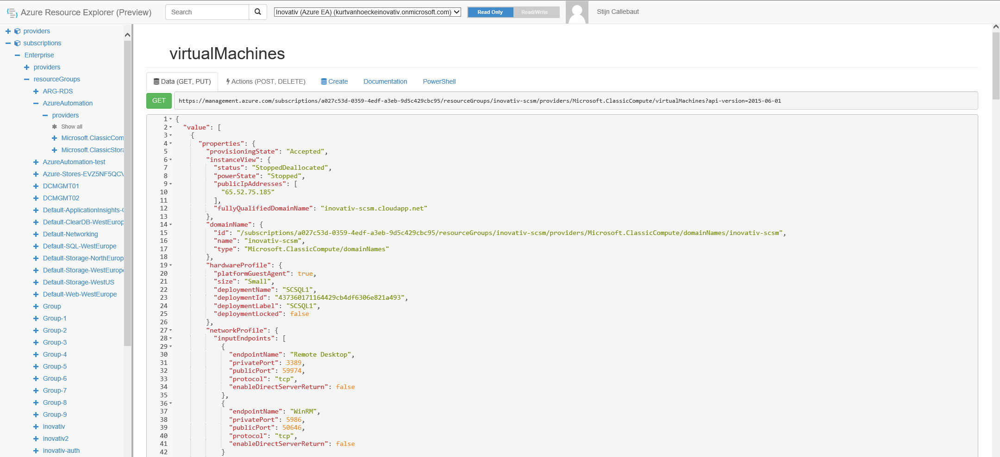 Azure Resource Explorer (Preview)
Search
Inovativ (Azure EA) (kurtvanhoeckeinovativ.onmicrosoft.com)
Read Only
Read/Write
Stijn Callebaut
providers
subscriptions
Enterprise
providers
resourceGroups
ARG-RDS
AzureAutomation
providers
Show all
Microsoft.ClassicCom
Microsoft.ClassicStora
AzureAutomation-test
Azure-Stores-EVZ5NF5QCV
DCMGMT01
DCMGMT02
Default-ApplicationInsights-C
Default-ClearDB-WestEurop
Default-Networking
Default-SQL-WestEurope
Default-Storage-NorthEurop
Default-Storage-WestEurope
Default-Storage-WestUS
Default-Web-WestEurope
Group
Group-1
Group-2
Group-3
Group-4
Group-5
Group-6
Group-7
Group-8
Group-9
inovativ
inovativ2
inovativ-auth
virtualMachines
Data (GET, PUT)
Actions (POST, DELETE)
Create
Documentation
PowerShell
GET
https://management.azure.com/subscriptions/a027c53d-0359-4edf-a3eb-9d5c429cbc95/resourceGroups/inovativ-scsm/providers/Microsoft.ClassicCompute/virtualMachines?api-version=2015-06-01
1 {
2 "value": [
3 {
4 "properties": {
5 "provisioningState": "Accepted",
6 "instanceView": {
7 "status": "StoppedDeallocated",
8 "powerState": "Stopped",
9 "publicIpAddresses": [
10 "65.52.75.185"
11 ],
12 "fullyQualifiedDomainName": "inovativ-scsm.cloudapp.net"
13 },
14 "domainName": {
15 "id": "/subscriptions/a027c53d-0359-4edf-a3eb-9d5c429cbc95/resourceGroups/inovativ-scsm/providers/Microsoft.ClassicCompute/domainNames/inovativ-scsm",
16 "name": "inovativ-scsm",
17 "type": "Microsoft.ClassicCompute/domainNames"
18 },
19 "hardwareProfile": {
20 "platformGuestAgent": true,
21 "size": "Small",
22 "deploymentName": "SCSQL1",
23 "deploymentId": "437360171164429cb4df6306e821a493",
24 "deploymentLabel": "SCSQL1",
25 "deploymentLocked": false
26 },
27 "networkProfile": {
28 "inputEndpoints": [
29 {
30 "endpointName": "Remote Desktop",
31 "privatePort": 3389,
32 "publicPort": 59974,
33 "protocol": "tcp",
34 "enableDirectServerReturn": false
35 },
36 {
37 "endpointName": "WinRM",
38 "privatePort": 5986,
39 "publicPort": 50646,
40 "protocol": "tcp",
41 "enableDirectServerReturn": false
42 }